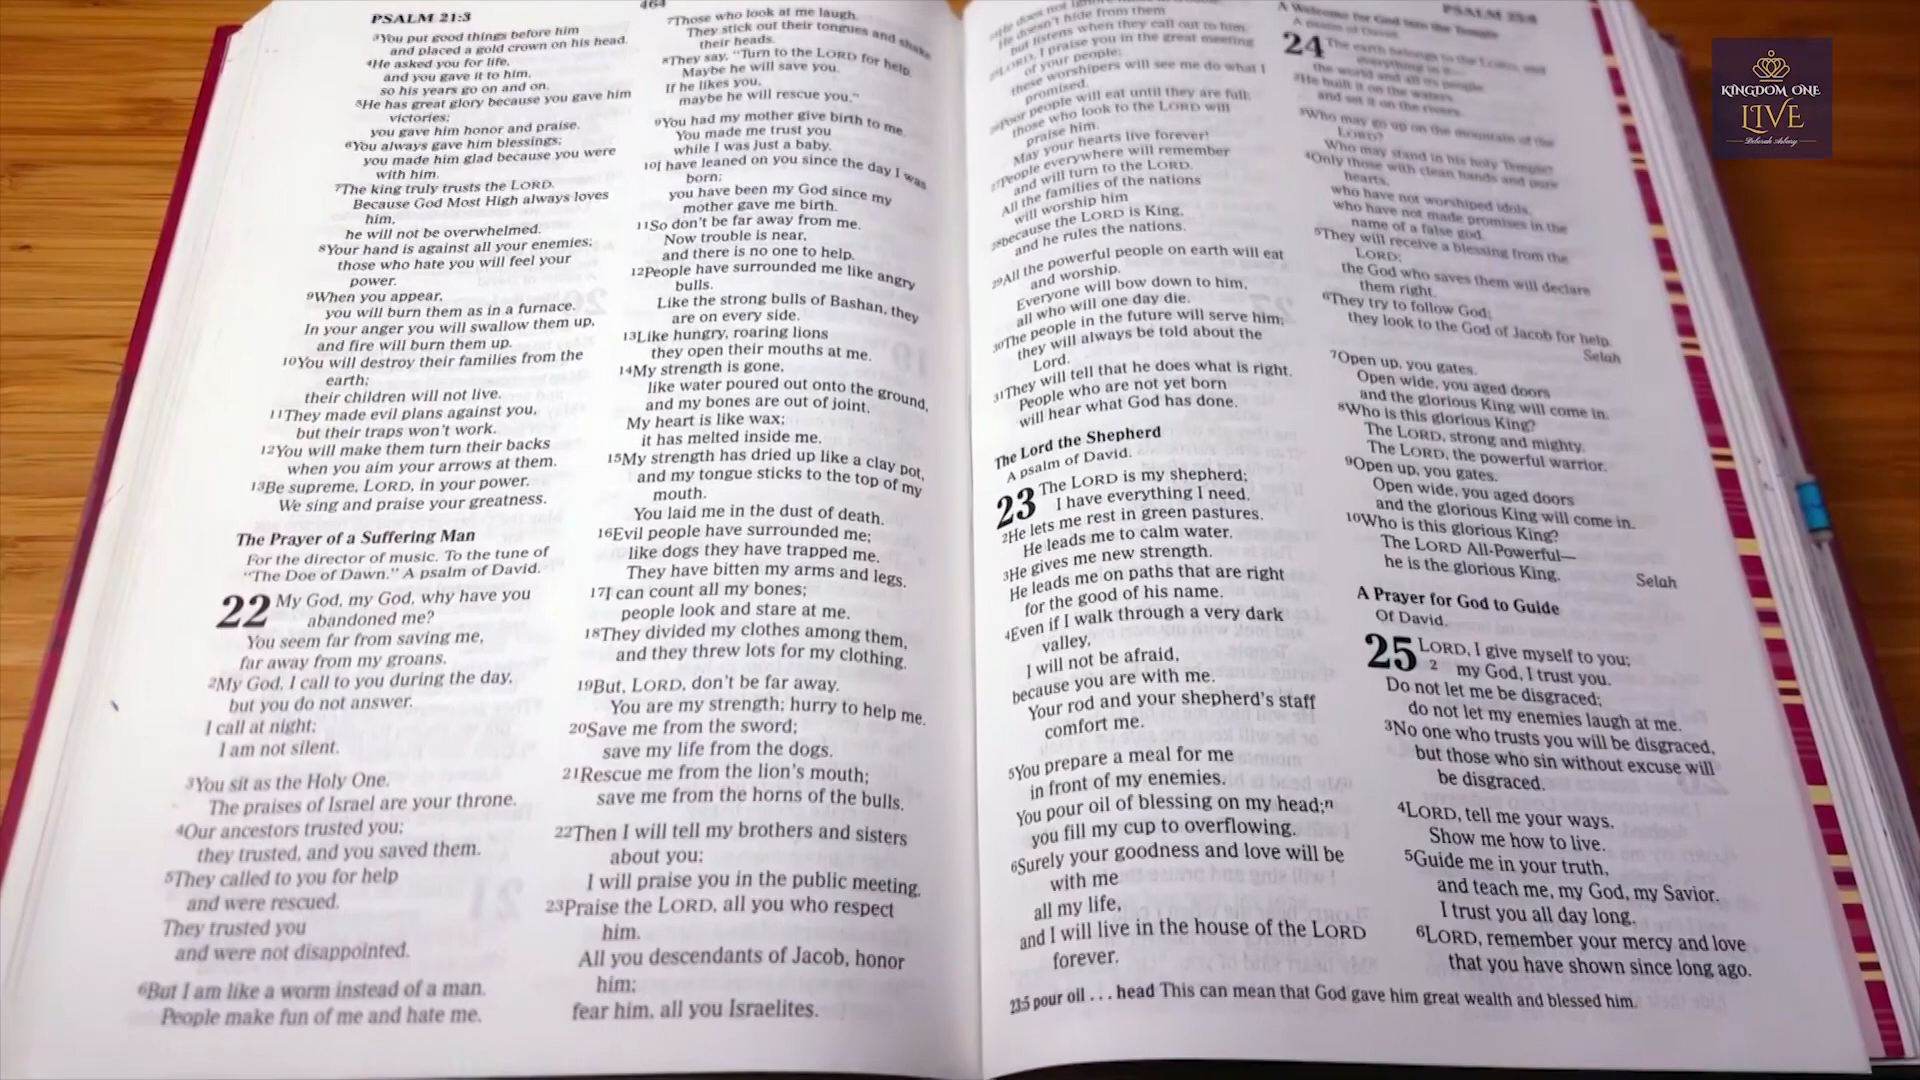 PSALM 21:3
3You put good things before him
and placed a gold crown on his head.
4He asked you for life,
and you gave it to him,
so his years go on and on.
5He has great glory because you gave him
victories;
you gave him honor and praise.
6You always gave him blessings;
you made him glad because you were
with him.
7The king truly trusts the LORD.
Because God Most High always loves
him,
he will not be overwhelmed.
8Your hand is against all your enemies;
those who hate you will feel your
power.
9When you appear,
you will burn them as in a furnace.
In your anger you will swallow them up,
and fire will burn them up.
10You will destroy their families from the
earth;
their children will not live.
11They made evil plans against you,
but their traps won't work.
12You will make them turn their backs
when you aim your arrows at them.
13Be supreme, LORD, in your power.
We sing and praise your greatness.
The Prayer of a Suffering Man
For the director of music. To the tune of
"The Doe of Dawn." A psalm of David.
22 My God, my God, why have you
abandoned me?
You seem far from saving me,
far away from my groans.
2My God, I call to you during the day,
but you do not answer.
I call at night;
I am not silent.
3You sit as the Holy One.
The praises of Israel are your throne.
4Our ancestors trusted you;
they trusted, and you saved them.
5They called to you for help
and were rescued.
They trusted you
and were not disappointed.
6But I am like a worm instead of a man.
People make fun of me and hate me.
464
7Those who look at me laugh.
They stick out their tongues and shake
their heads.
8They say, "Turn to the LORD for help.
Maybe he will save you.
If he likes you,
maybe he will rescue you."
9You had my mother give birth to me.
You made me trust you
while I was just a baby.
10I have leaned on you since the day I was
born;
you have been my God since my
mother gave me birth.
11So don't be far away from me.
Now trouble is near,
and there is no one to help.
12People have surrounded me like angry
bulls.
Like the strong bulls of Bashan, they
are on every side.
13Like hungry, roaring lions
they open their mouths at me.
14My strength is gone,
like water poured out onto the ground,
and my bones are out of joint.
My heart is like wax;
it has melted inside me.
15My strength has dried up like a clay pot,
and my tongue sticks to the top of my
mouth.
You laid me in the dust of death.
16Evil people have surrounded me;
like dogs they have trapped me.
They have bitten my arms and legs.
17I can count all my bones;
people look and stare at me.
18They divided my clothes among them,
and they threw lots for my clothing.
19But, LORD, don't be far away.
You are my strength; hurry to help me.
20Save me from the sword;
save my life from the dogs.
21Rescue me from the lion's mouth;
save me from the horns of the bulls.
22Then I will tell my brothers and sisters
about you;
I will praise you in the public meeting.
23Praise the LORD, all you who respect
him.
All you descendants of Jacob, honor
him;
fear him, all you Israelites.
He doesn't hide from them
but listens when they call out to him.
LORD, I praise you in the great meeting
of your people;
these worshipers will see me do what I
promised.
Poor people will eat until they are full;
those who look to the LORD will
praise him.
May your hearts live forever!
27People everywhere will remember
and will turn to the LORD.
All the families of the nations
will worship him
28because the LORD is King,
and he rules the nations.
29All the powerful people on earth will eat
and worship.
Everyone will bow down to him,
all who will one day die.
30The people in the future will serve him;
they will always be told about the
Lord.
31They will tell that he does what is right.
People who are not yet born
will hear what God has done.
The Lord the Shepherd
A psalm of David.
23 The LORD is my shepherd;
I have everything I need.
2He lets me rest in green pastures.
He leads me to calm water.
3He gives me new strength.
He leads me on paths that are right
for the good of his name.
4Even if I walk through a very dark
valley,
I will not be afraid,
because you are with me.
Your rod and your shepherd's staff
comfort me.
5You prepare a meal for me
in front of my enemies.
You pour oil of blessing on my head;n
you fill my cup to overflowing.
6Surely your goodness and love will be
with me
all my life,
and I will live in the house of the LORD
forever.
A Welcome for God into the Temple
A psalm of David.
24 The earth belongs to the LORD, and
everything in it—
the world and all its people.
2He built it on the waters
and set it on the rivers.
3Who may go up on the mountain of the
LORD?
Who may stand in his holy Temple?
4Only those with clean hands and pure
hearts,
who have not worshiped idols,
who have not made promises in the
name of a false god.
5They will receive a blessing from the
LORD;
the God who saves them will declare
them right.
6They try to follow God;
they look to the God of Jacob for help.
Selah
7Open up, you gates.
Open wide, you aged doors
and the glorious King will come in.
8Who is this glorious King?
The LORD, strong and mighty.
The LORD, the powerful warrior.
9Open up, you gates.
Open wide, you aged doors
and the glorious King will come in.
10Who is this glorious King?
The LORD All-Powerful—
he is the glorious King.
Selah
A Prayer for God to Guide
Of David.
25 LORD, I give myself to you;
2 my God, I trust you.
Do not let me be disgraced;
do not let my enemies laugh at me.
3No one who trusts you will be disgraced,
but those who sin without excuse will
be disgraced.
4LORD, tell me your ways.
Show me how to live.
5Guide me in your truth,
and teach me, my God, my Savior.
I trust you all day long.
6LORD, remember your mercy and love
that you have shown since long ago.
23:5 pour oil . . . head This can mean that God gave him great wealth and blessed him.
KINGDOM ONE
LIVE